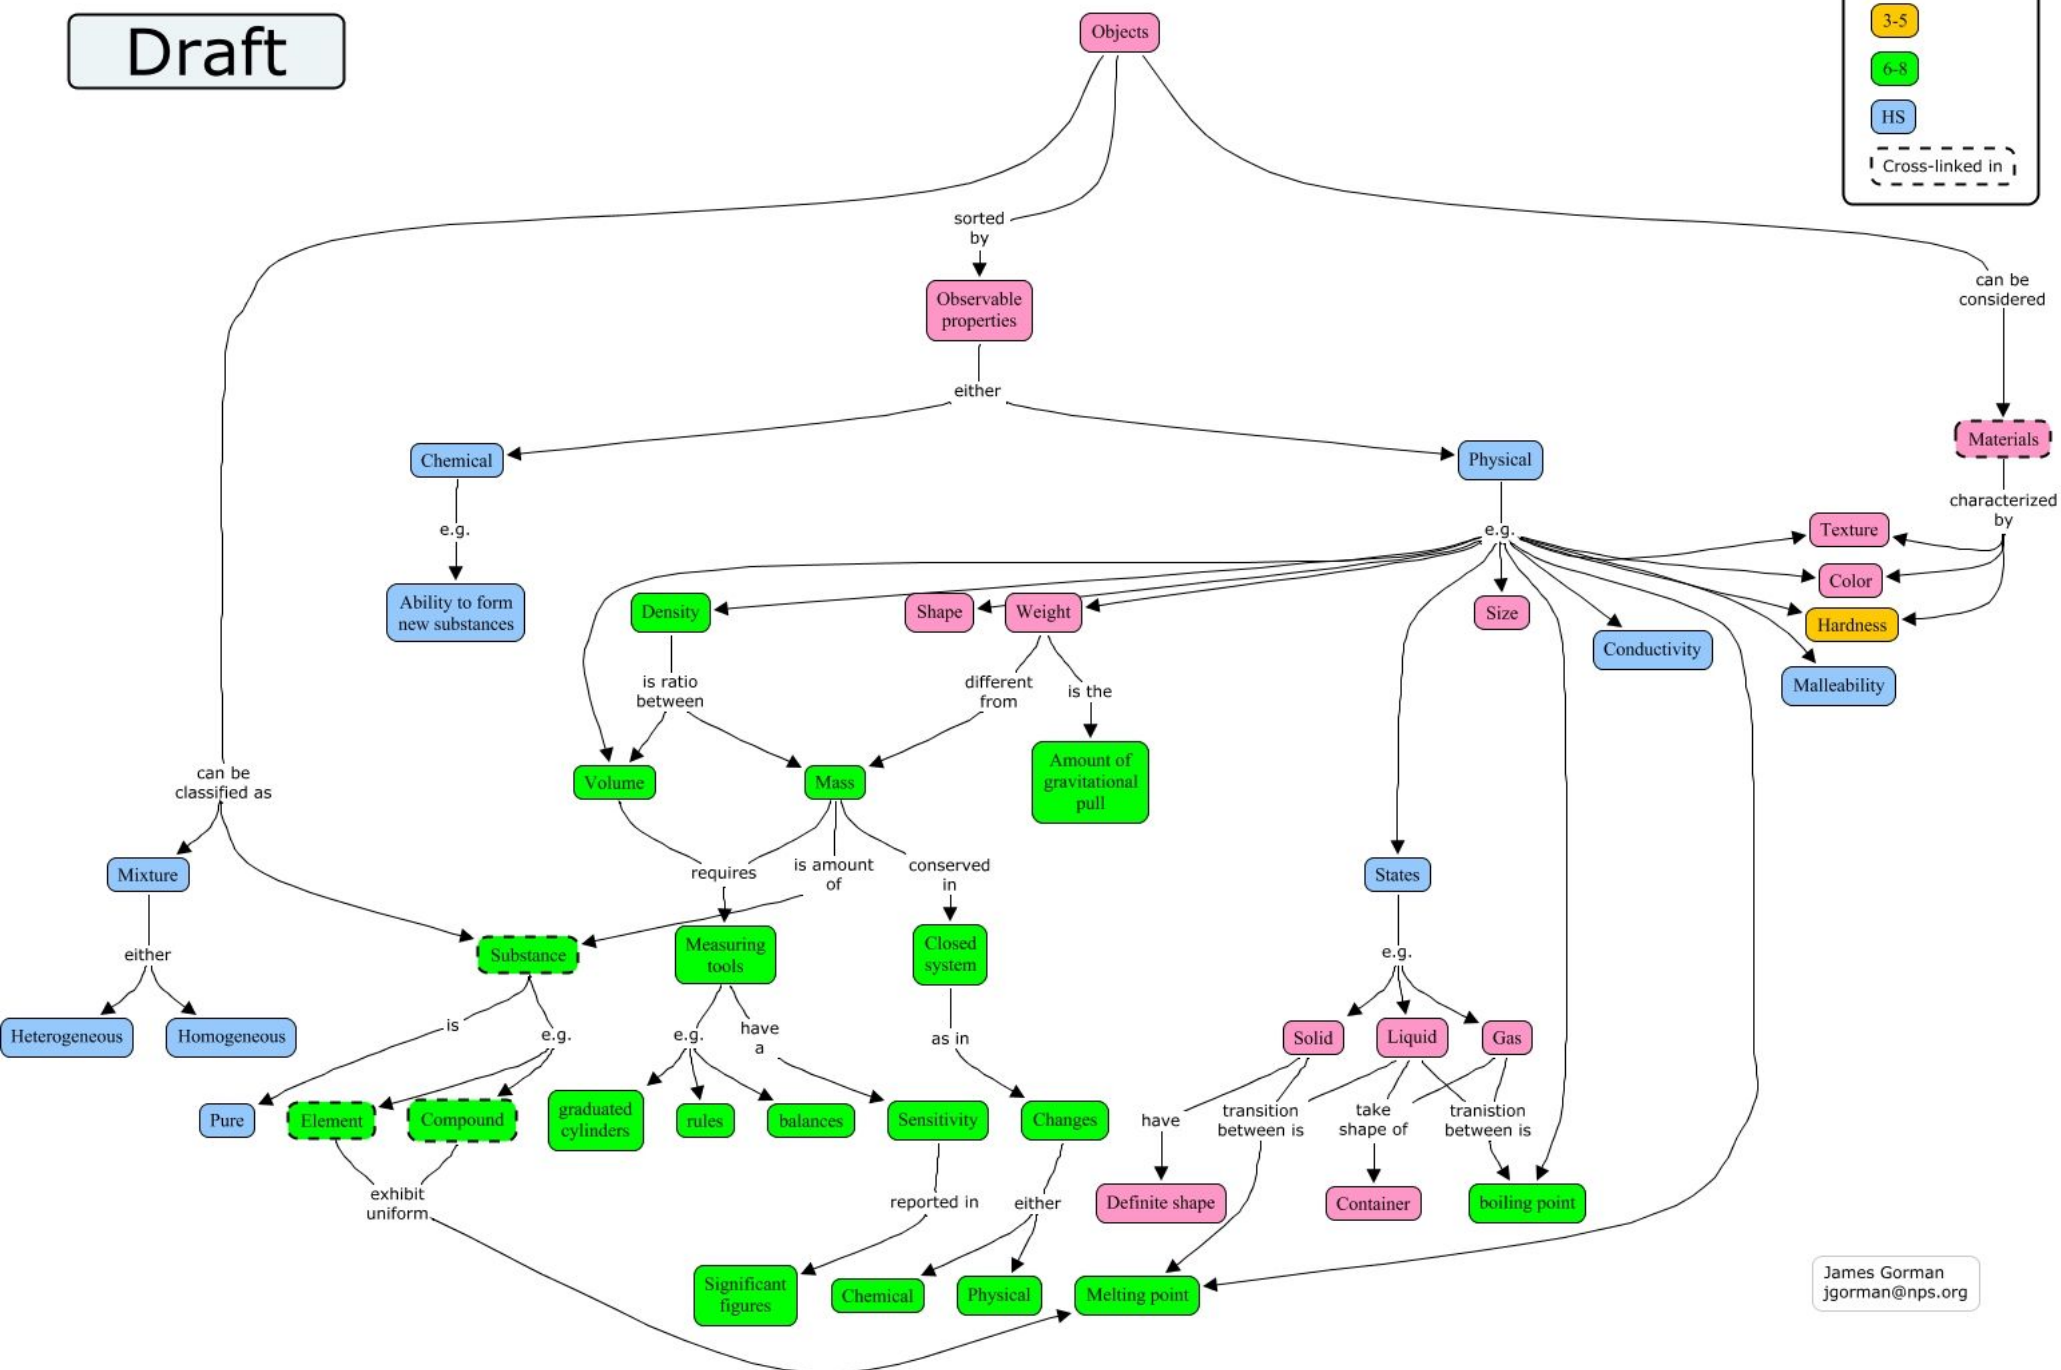 Draft
Objects
3-5
6-8
HS
Cross-linked in
sorted
by
can be
considered
Observable
properties
either
Chemical
Physical
Materials
e.g.
e.g.
characterized
by
Texture
Color
Hardness
Malleability
Ability to form
new substances
Density
Shape
Weight
Size
Conductivity
is ratio
between
different
from
is the
can be
classified as
Volume
Mass
Amount of
gravitational
pull
Mixture
requires
is amount
of
conserved
in
States
either
Substance
Measuring
tools
Closed
system
e.g.
Heterogeneous
Homogeneous
is
e.g.
e.g.
have
a
as in
Solid
Liquid
Gas
Pure
Element
Compound
graduated
cylinders
rules
balances
Sensitivity
Changes
have
transition
between is
take
shape of
tranistion
between is
exhibit
uniform
reported in
either
Definite shape
Container
boiling point
Significant
figures
Chemical
Physical
Melting point
James Gorman
jgorman@nps.org